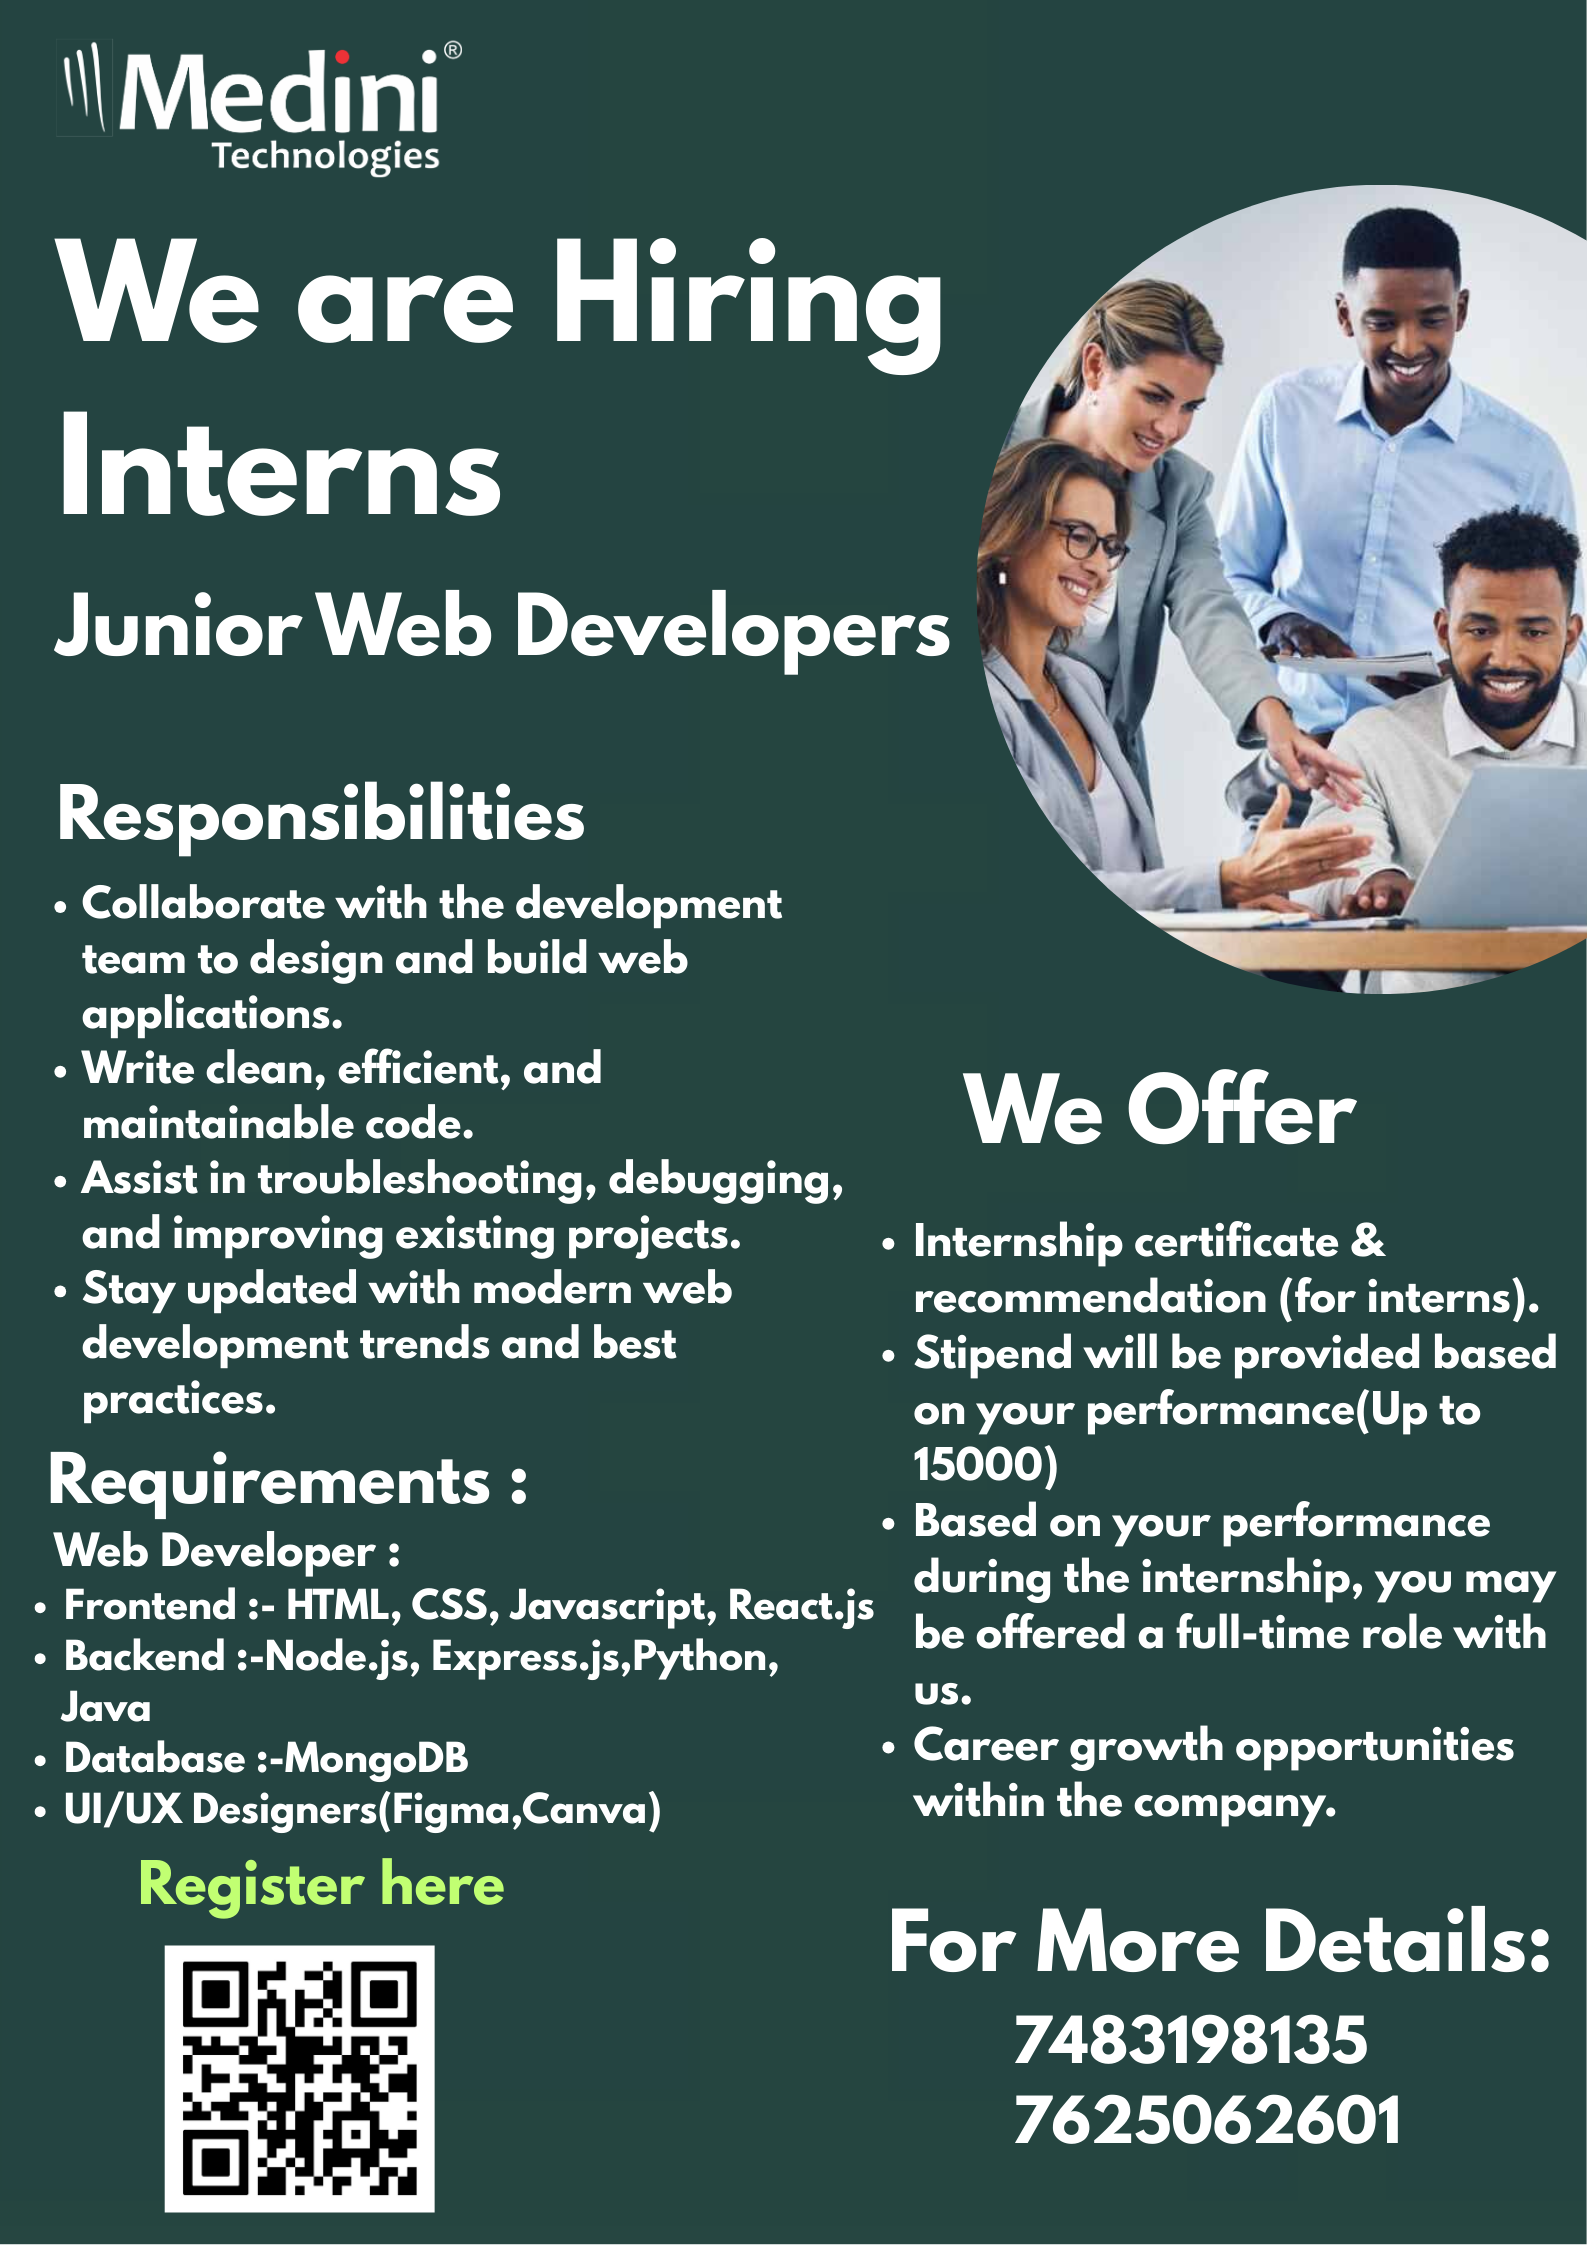 Medini®
Technologies
We are Hiring
Interns
Junior Web Developers
Responsibilities
• Collaborate with the development
team to design and build web
applications.
• Write clean, efficient, and
maintainable code.
• Assist in troubleshooting, debugging,
and improving existing projects.
• Stay updated with modern web
development trends and best
practices.
Requirements :
Web Developer :
• Frontend :- HTML, CSS, Javascript, React.js
• Backend :-Node.js, Express.js,Python,
Java
• Database :-MongoDB
• UI/UX Designers(Figma,Canva)
Register here
We Offer
• Internship certificate &
recommendation (for interns).
• Stipend will be provided based
on your performance(Up to
15000)
• Based on your performance
during the internship, you may
be offered a full-time role with
us.
• Career growth opportunities
within the company.
For More Details:
7483198135
7625062601